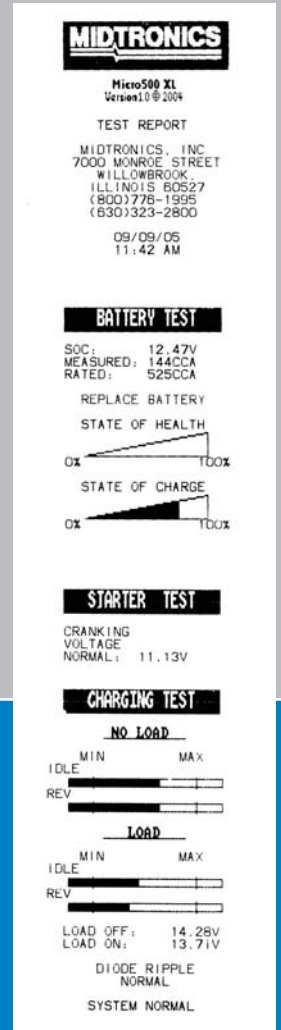 MIDTRONICS
Micro500 XL
Version1.0 © 2004
TEST REPORT
MIDTRONICS, INC
7000 MONROE STREET
WILLOWBROOK,
ILLINOIS 60527
(800)776-1995
(630)323-2800
09/09/05
11:42 AM
BATTERY TEST
SOC: 12.47V
MEASURED: 144CCA
RATED: 525CCA
REPLACE BATTERY
STATE OF HEALTH
0% 100%
STATE OF CHARGE
0% 100%
STARTER TEST
CRANKING
VOLTAGE
NORMAL: 11.13V
CHARGING TEST
NO LOAD
MIN MAX
IDLE
REV
LOAD
MIN MAX
IDLE
REV
LOAD OFF: 14.28V
LOAD ON: 13.71V
DIODE RIPPLE
NORMAL
SYSTEM NORMAL